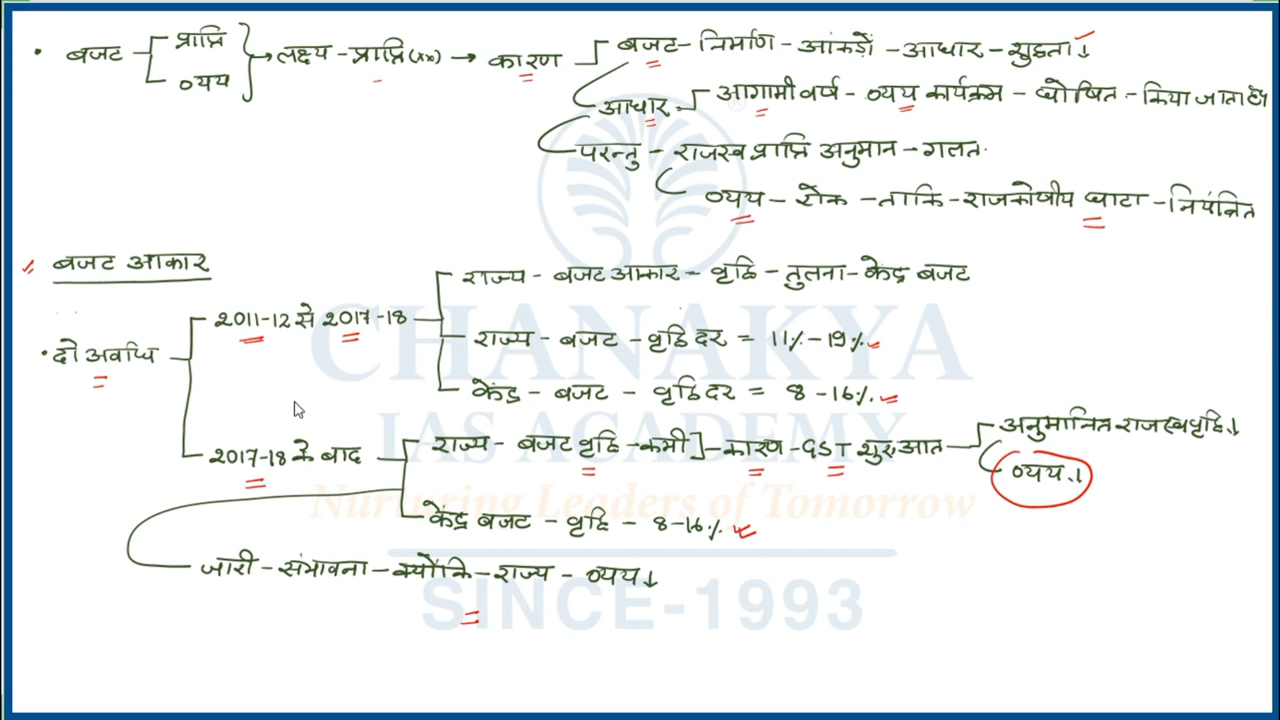 • बजट प्राप्ति → लक्ष्य - प्राप्ति (xx) → कारण बजट - निर्माण - आंकड़ों - आधार - शुद्धता ↓
व्यय
आधार आगामी वर्ष - व्यय कार्यक्रम - घोषित - किया जाता है।
परन्तु - राजस्व प्राप्ति अनुमान - गलत
व्यय - रोक - ताकि - राजकोषीय घाटा - नियंत्रित
बजट आकार
राज्य - बजट आकार - वृद्धि - तुलना - केंद्र बजट
2011-12 से 2017-18
राज्य - बजट - वृद्धि दर = 11% - 19%
• दो अवधि
केंद्र - बजट - वृद्धि दर = 8 - 16%
2017-18 के बाद राज्य - बजट वृद्धि - कमी] - कारण - GST शुरुआत अनुमानित राजस्व वृद्धि ↓
व्यय ↓
केंद्र बजट - वृद्धि - 8-16%
जारी - संभावना - क्योंकि - राज्य - व्यय ↓
CHANAKYA
IAS ACADEMY
Nurturing Leaders of Tomorrow
SINCE-1993